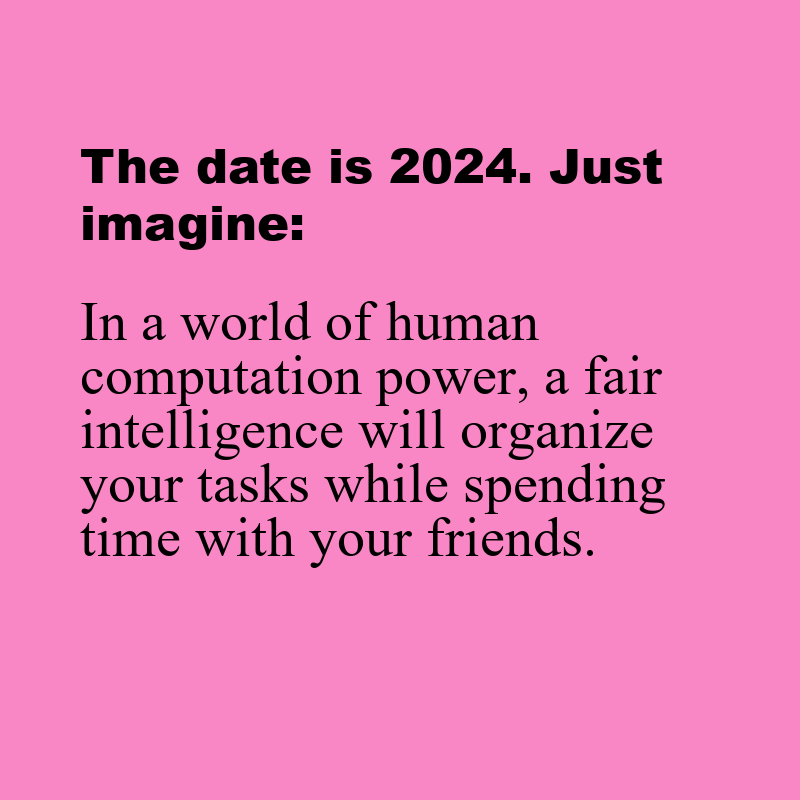 The date is 2024. Just
imagine:
In a world of human
computation power, a fair
intelligence will organize
your tasks while spending
time with your friends.